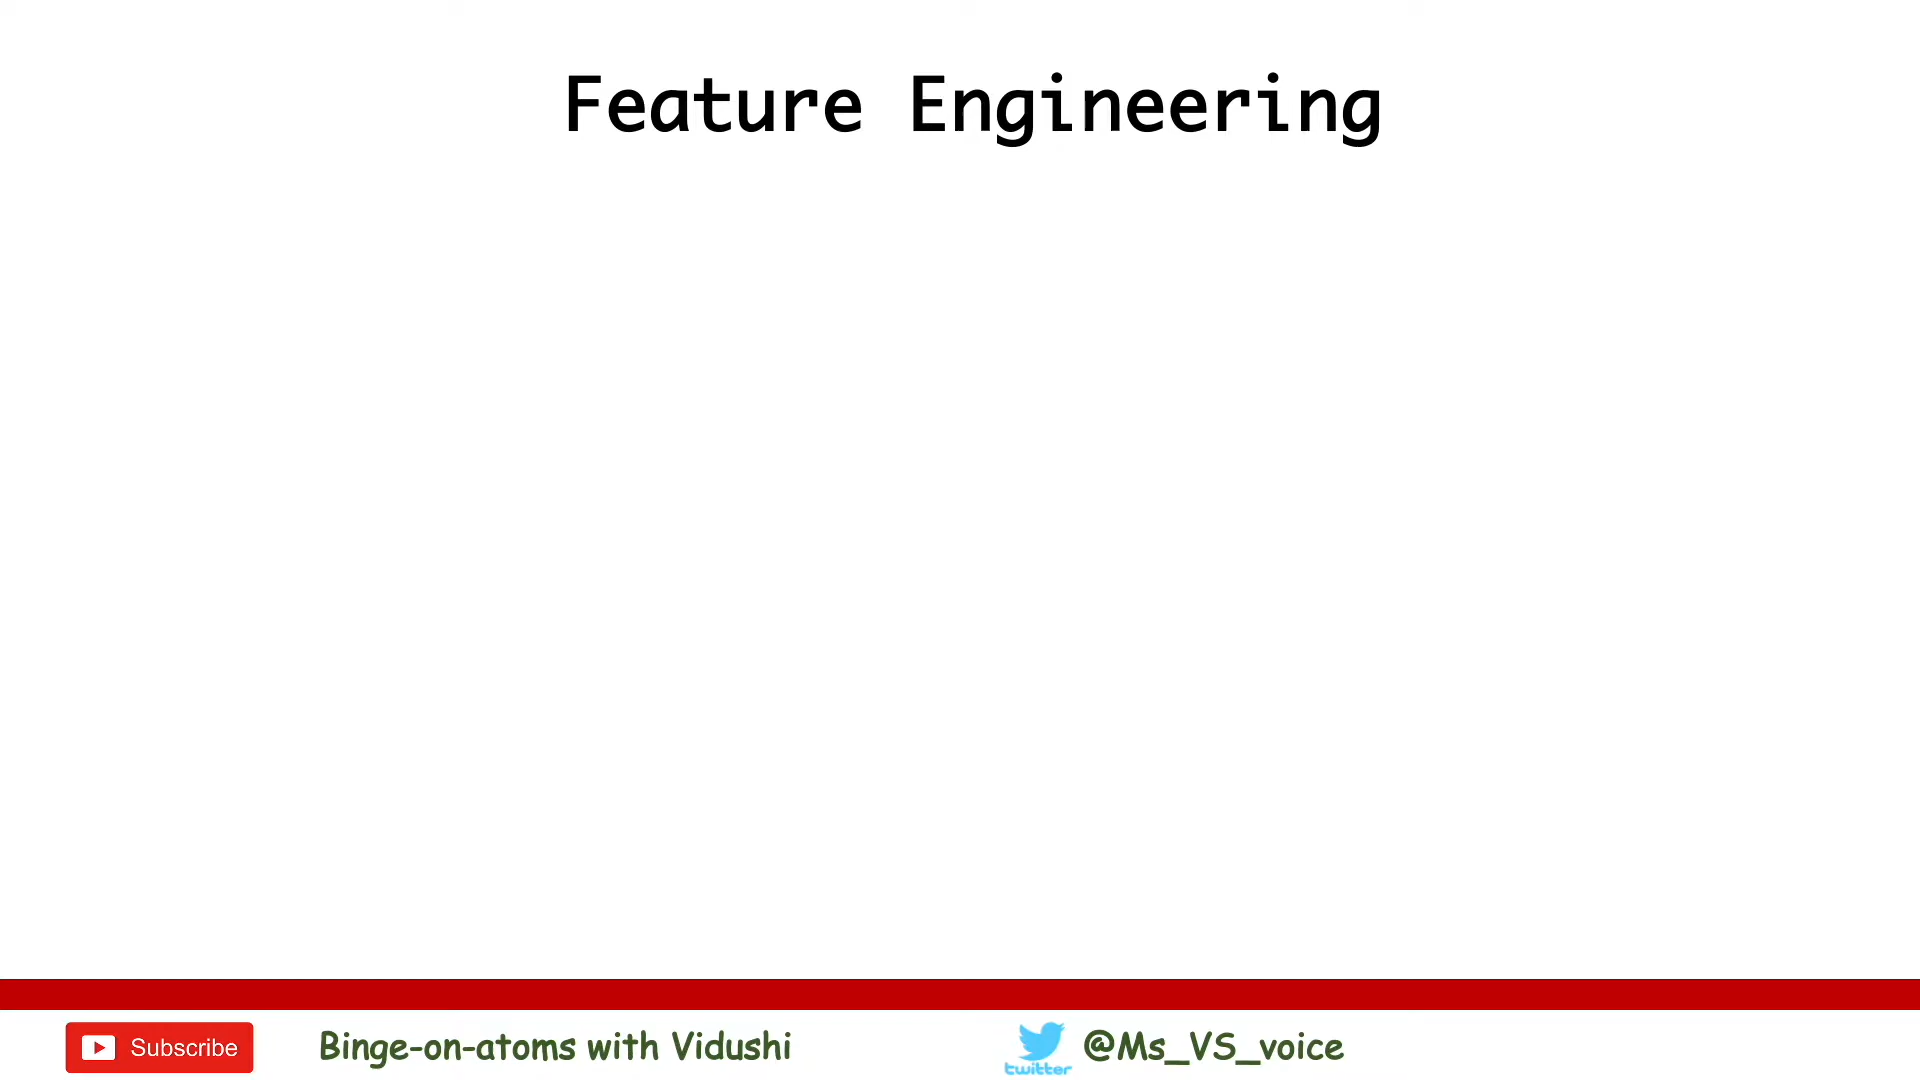 Feature Engineering
Subscribe
Binge-on-atoms with Vidushi
twitter
@Ms_VS_voice